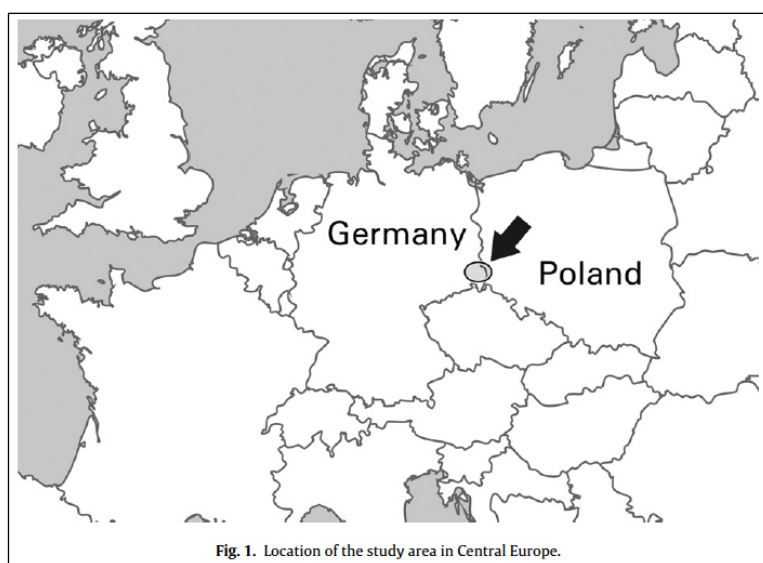 Germany
Poland
Fig. 1. Location of the study area in Central Europe.